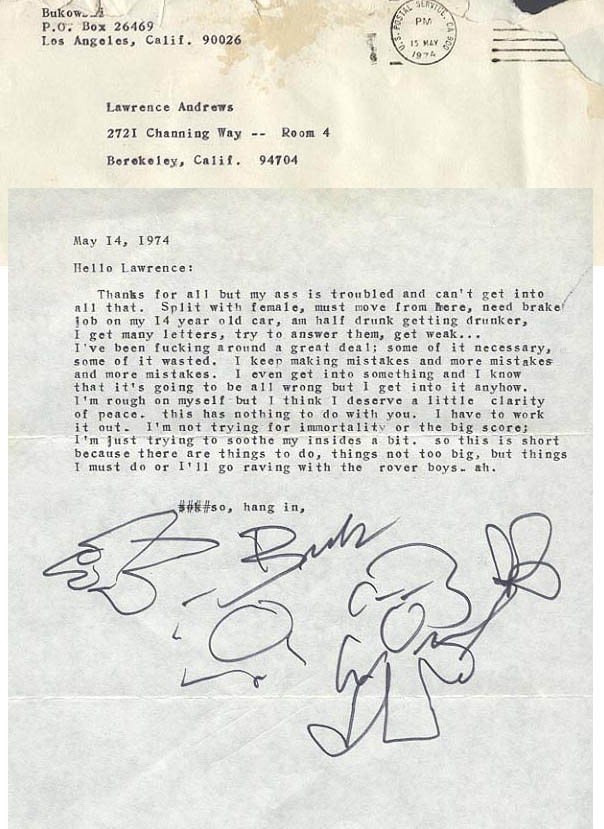 P.O. Box 26469
Los Angeles, Calif. 90026
U.S. POSTAL SERVICE, CA 900
PM
15 MAY
1974
Lawrence Andrews
272I Channing Way -- Room 4
Berekeley, Calif. 94704
May I4, I974
Hello Lawrence:
Thanks for all but my ass is troubled and can't get into
all that. Split with female, must move from here, need brake
job on my I4 year old car, am half drunk getting drunker,
I get many letters, try to answer them, get weak...
I've been fucking around a great deal; some of it necessary,
some of it wasted. I keep making mistakes and more mistakes
and more mistakes. I even get into something and I know
that it's going to be all wrong but I get into it anyhow.
I'm rough on myself but I think I deserve a little clarity
of peace. this has nothing to do with you. I have to work
it out. I'm not trying for immortality or the big score;
I'm just trying to soothe my insides a bit. so this is short
because there are things to do, things not too big, but things
I must do or I'll go raving with the rover boys. ah.
so, hang in,
Buk